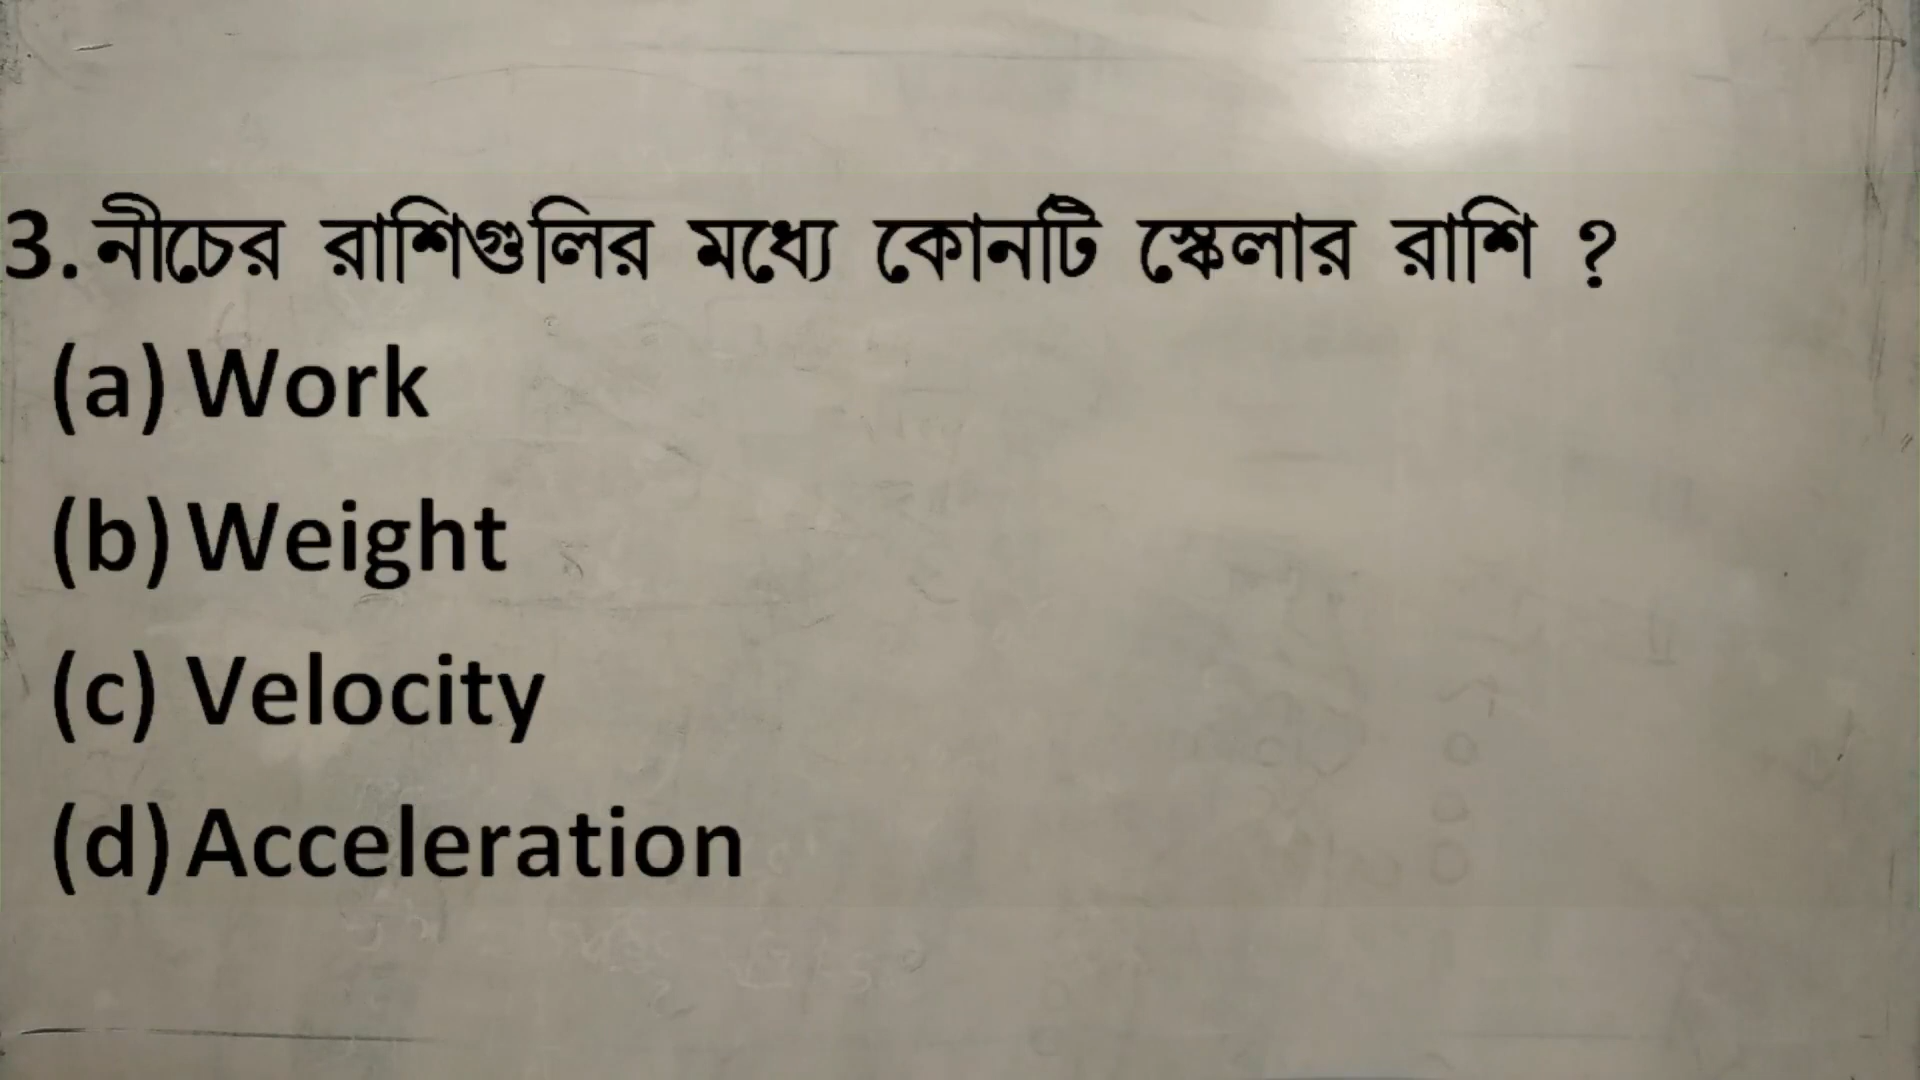 3. নীচের রাশিগুলির মধ্যে কোনটি স্কেলার রাশি ?
(a) Work
(b) Weight
(c) Velocity
(d) Acceleration